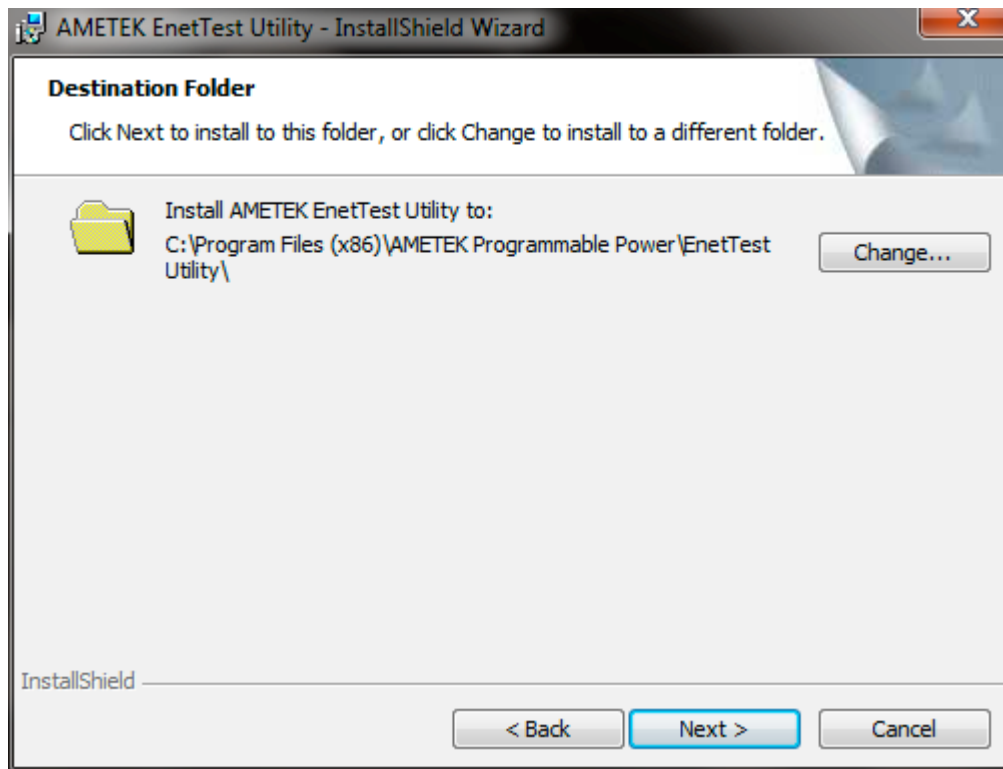 AMETEK EnetTest Utility - InstallShield Wizard
Destination Folder
Click Next to install to this folder, or click Change to install to a different folder.
Install AMETEK EnetTest Utility to:
C:\Program Files (x86)\AMETEK Programmable Power\EnetTest
Utility\
Change...
InstallShield
< Back
Next >
Cancel